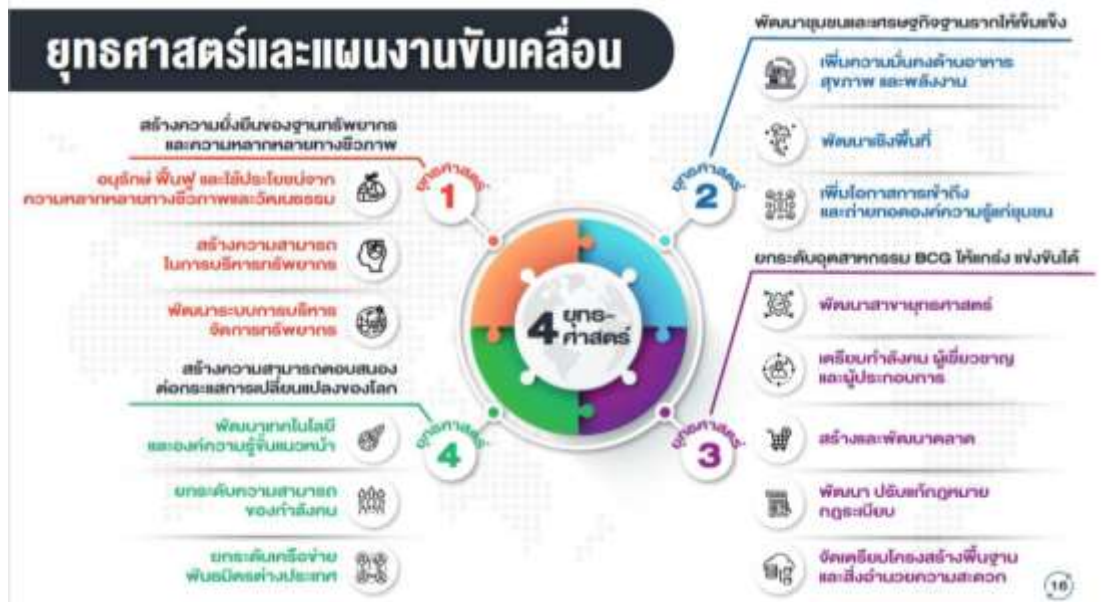 ยุทธศาสตร์และแผนงานขับเคลื่อน
สร้างความยั่งยืนของฐานทรัพยากร
และความหลากหลายทางชีวภาพ
ยุทธศาสตร์
1
อนุรักษ์ ฟื้นฟู และใช้ประโยชน์จาก
ความหลากหลายทางชีวภาพและวัฒนธรรม
สร้างความสามารถ
ในการบริหารทรัพยากร
พัฒนาระบบการบริหาร
จัดการทรัพยากร
พัฒนาชุมชนและเศรษฐกิจฐานรากให้เข้มแข็ง
ยุทธศาสตร์
2
เพิ่มความมั่นคงด้านอาหาร
สุขภาพ และพลังงาน
พัฒนาเชิงพื้นที่
เพิ่มโอกาสการเข้าถึง
และถ่ายทอดองค์ความรู้แก่ชุมชน
4 ยุทธ-
ศาสตร์
ยกระดับอุตสาหกรรม BCG ให้แกร่ง แข่งขันได้
ยุทธศาสตร์
3
พัฒนาสาขายุทธศาสตร์
เตรียมกำลังคน ผู้เชี่ยวชาญ
และผู้ประกอบการ
สร้างและพัฒนาตลาด
พัฒนา ปรับแก้กฎหมาย
กฎระเบียบ
จัดเตรียมโครงสร้างพื้นฐาน
และสิ่งอำนวยความสะดวก
สร้างความสามารถตอบสนอง
ต่อกระแสการเปลี่ยนแปลงของโลก
ยุทธศาสตร์
4
พัฒนาเทคโนโลยี
และองค์ความรู้ขั้นแนวหน้า
ยกระดับความสามารถ
ของกำลังคน
ยกระดับเครือข่าย
พันธมิตรต่างประเทศ
16